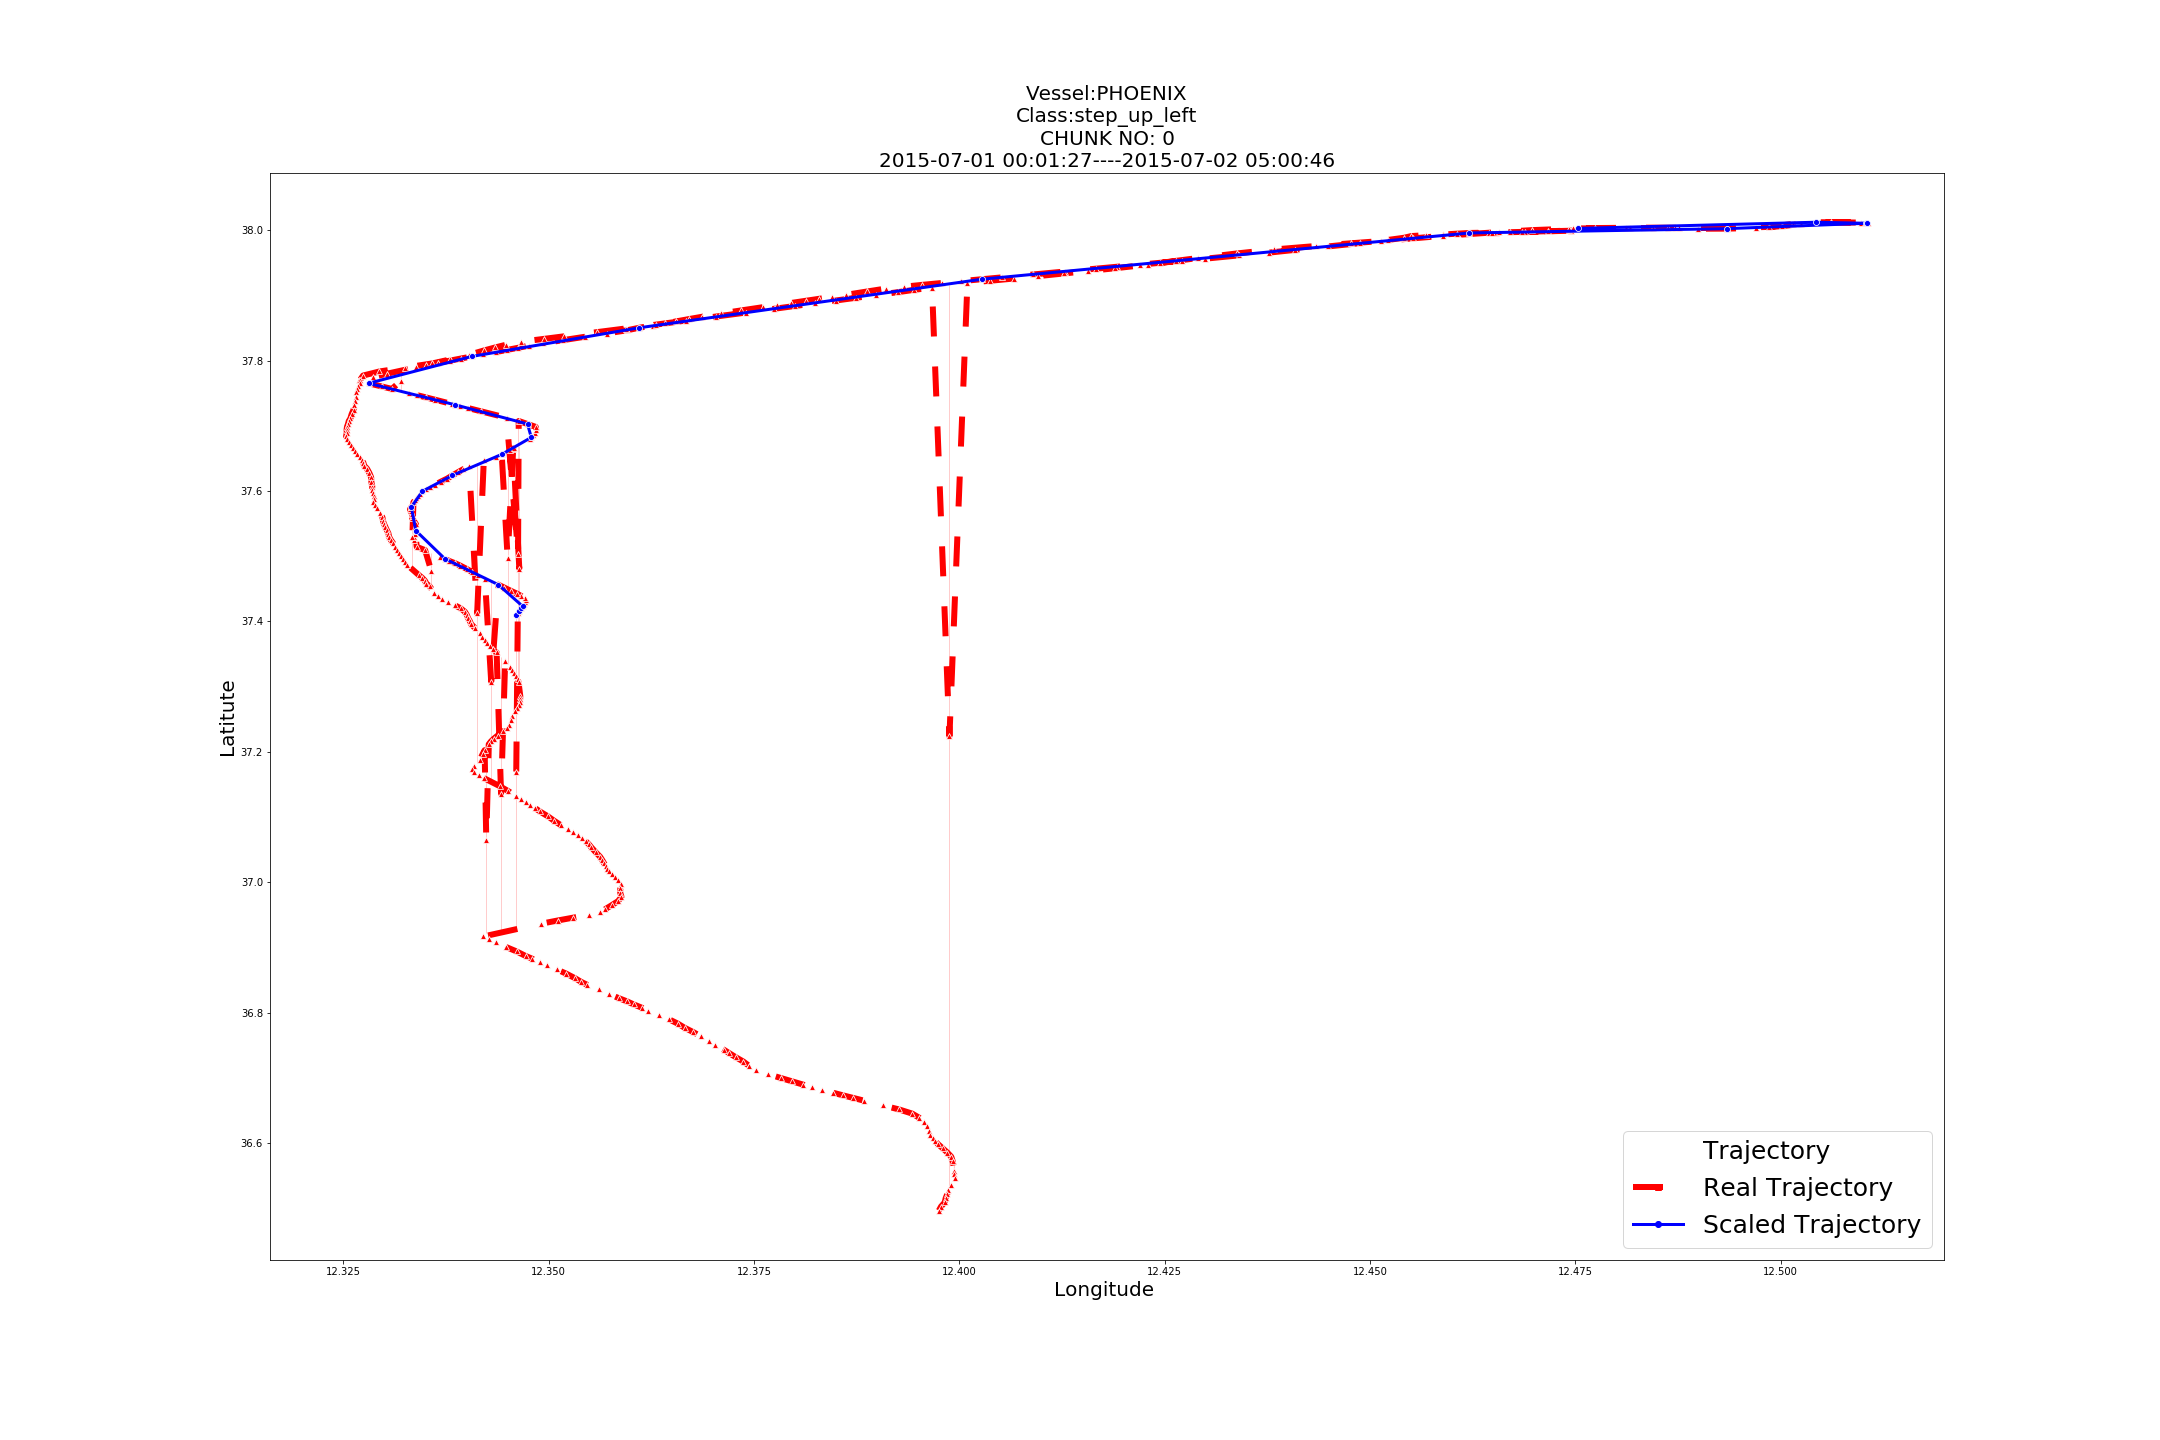 Vessel:PHOENIX
Class:step_up_left
CHUNK NO: 0
2015-07-01 00:01:27----2015-07-02 05:00:46
Latitute
38.0
37.8
37.6
37.4
37.2
37.0
36.8
36.6
12.325
12.350
12.375
12.400
12.425
12.450
12.475
12.500
Longitude
Trajectory
Real Trajectory
Scaled Trajectory